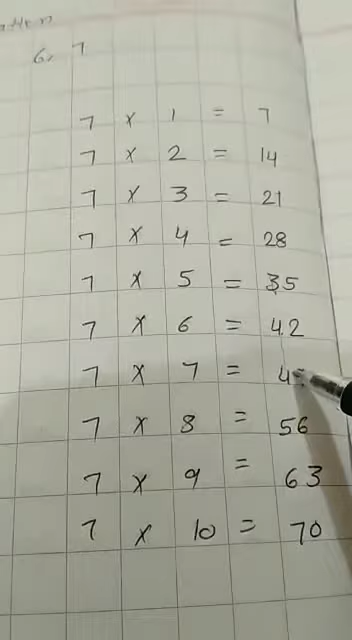 6, 7
7 x 1 = 7
7 x 2 = 14
7 x 3 = 21
7 x 4 = 28
7 x 5 = 35
7 x 6 = 42
7 x 7 = 4
7 x 8 = 56
7 x 9 = 63
7 x 10 = 70